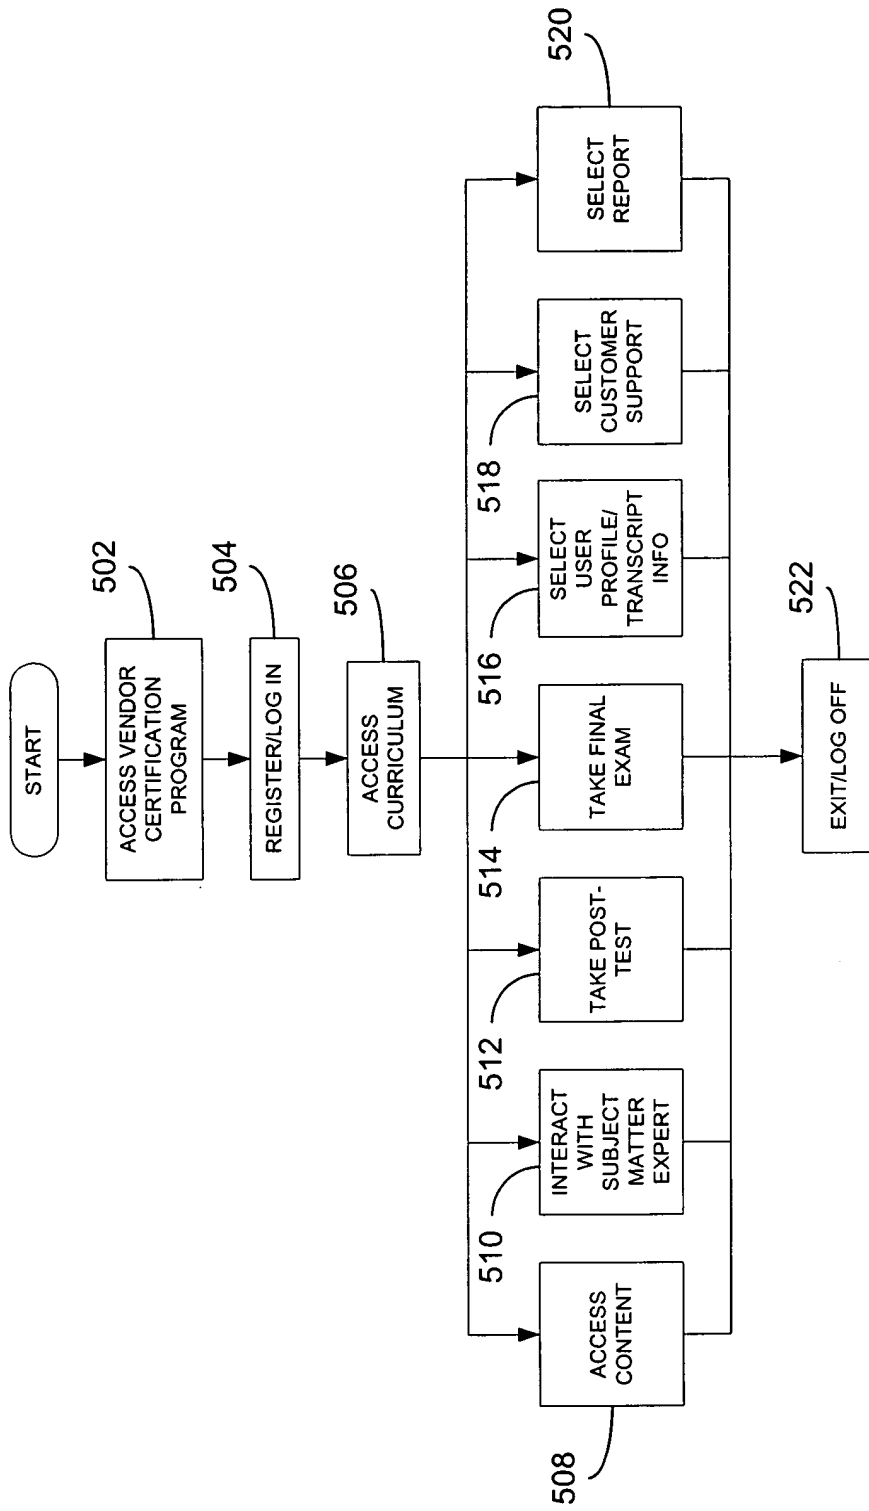 START
ACCESS VENDOR
CERTIFICATION
PROGRAM
502
REGISTER/LOG IN
504
ACCESS
CURRICULUM
506
508
ACCESS
CONTENT
510
INTERACT
WITH
SUBJECT
MATTER
EXPERT
512
TAKE POST-
TEST
514
TAKE FINAL
EXAM
516
SELECT
USER
PROFILE/
TRANSCRIPT
INFO
518
SELECT
CUSTOMER
SUPPORT
520
SELECT
REPORT
EXIT/LOG OFF
522